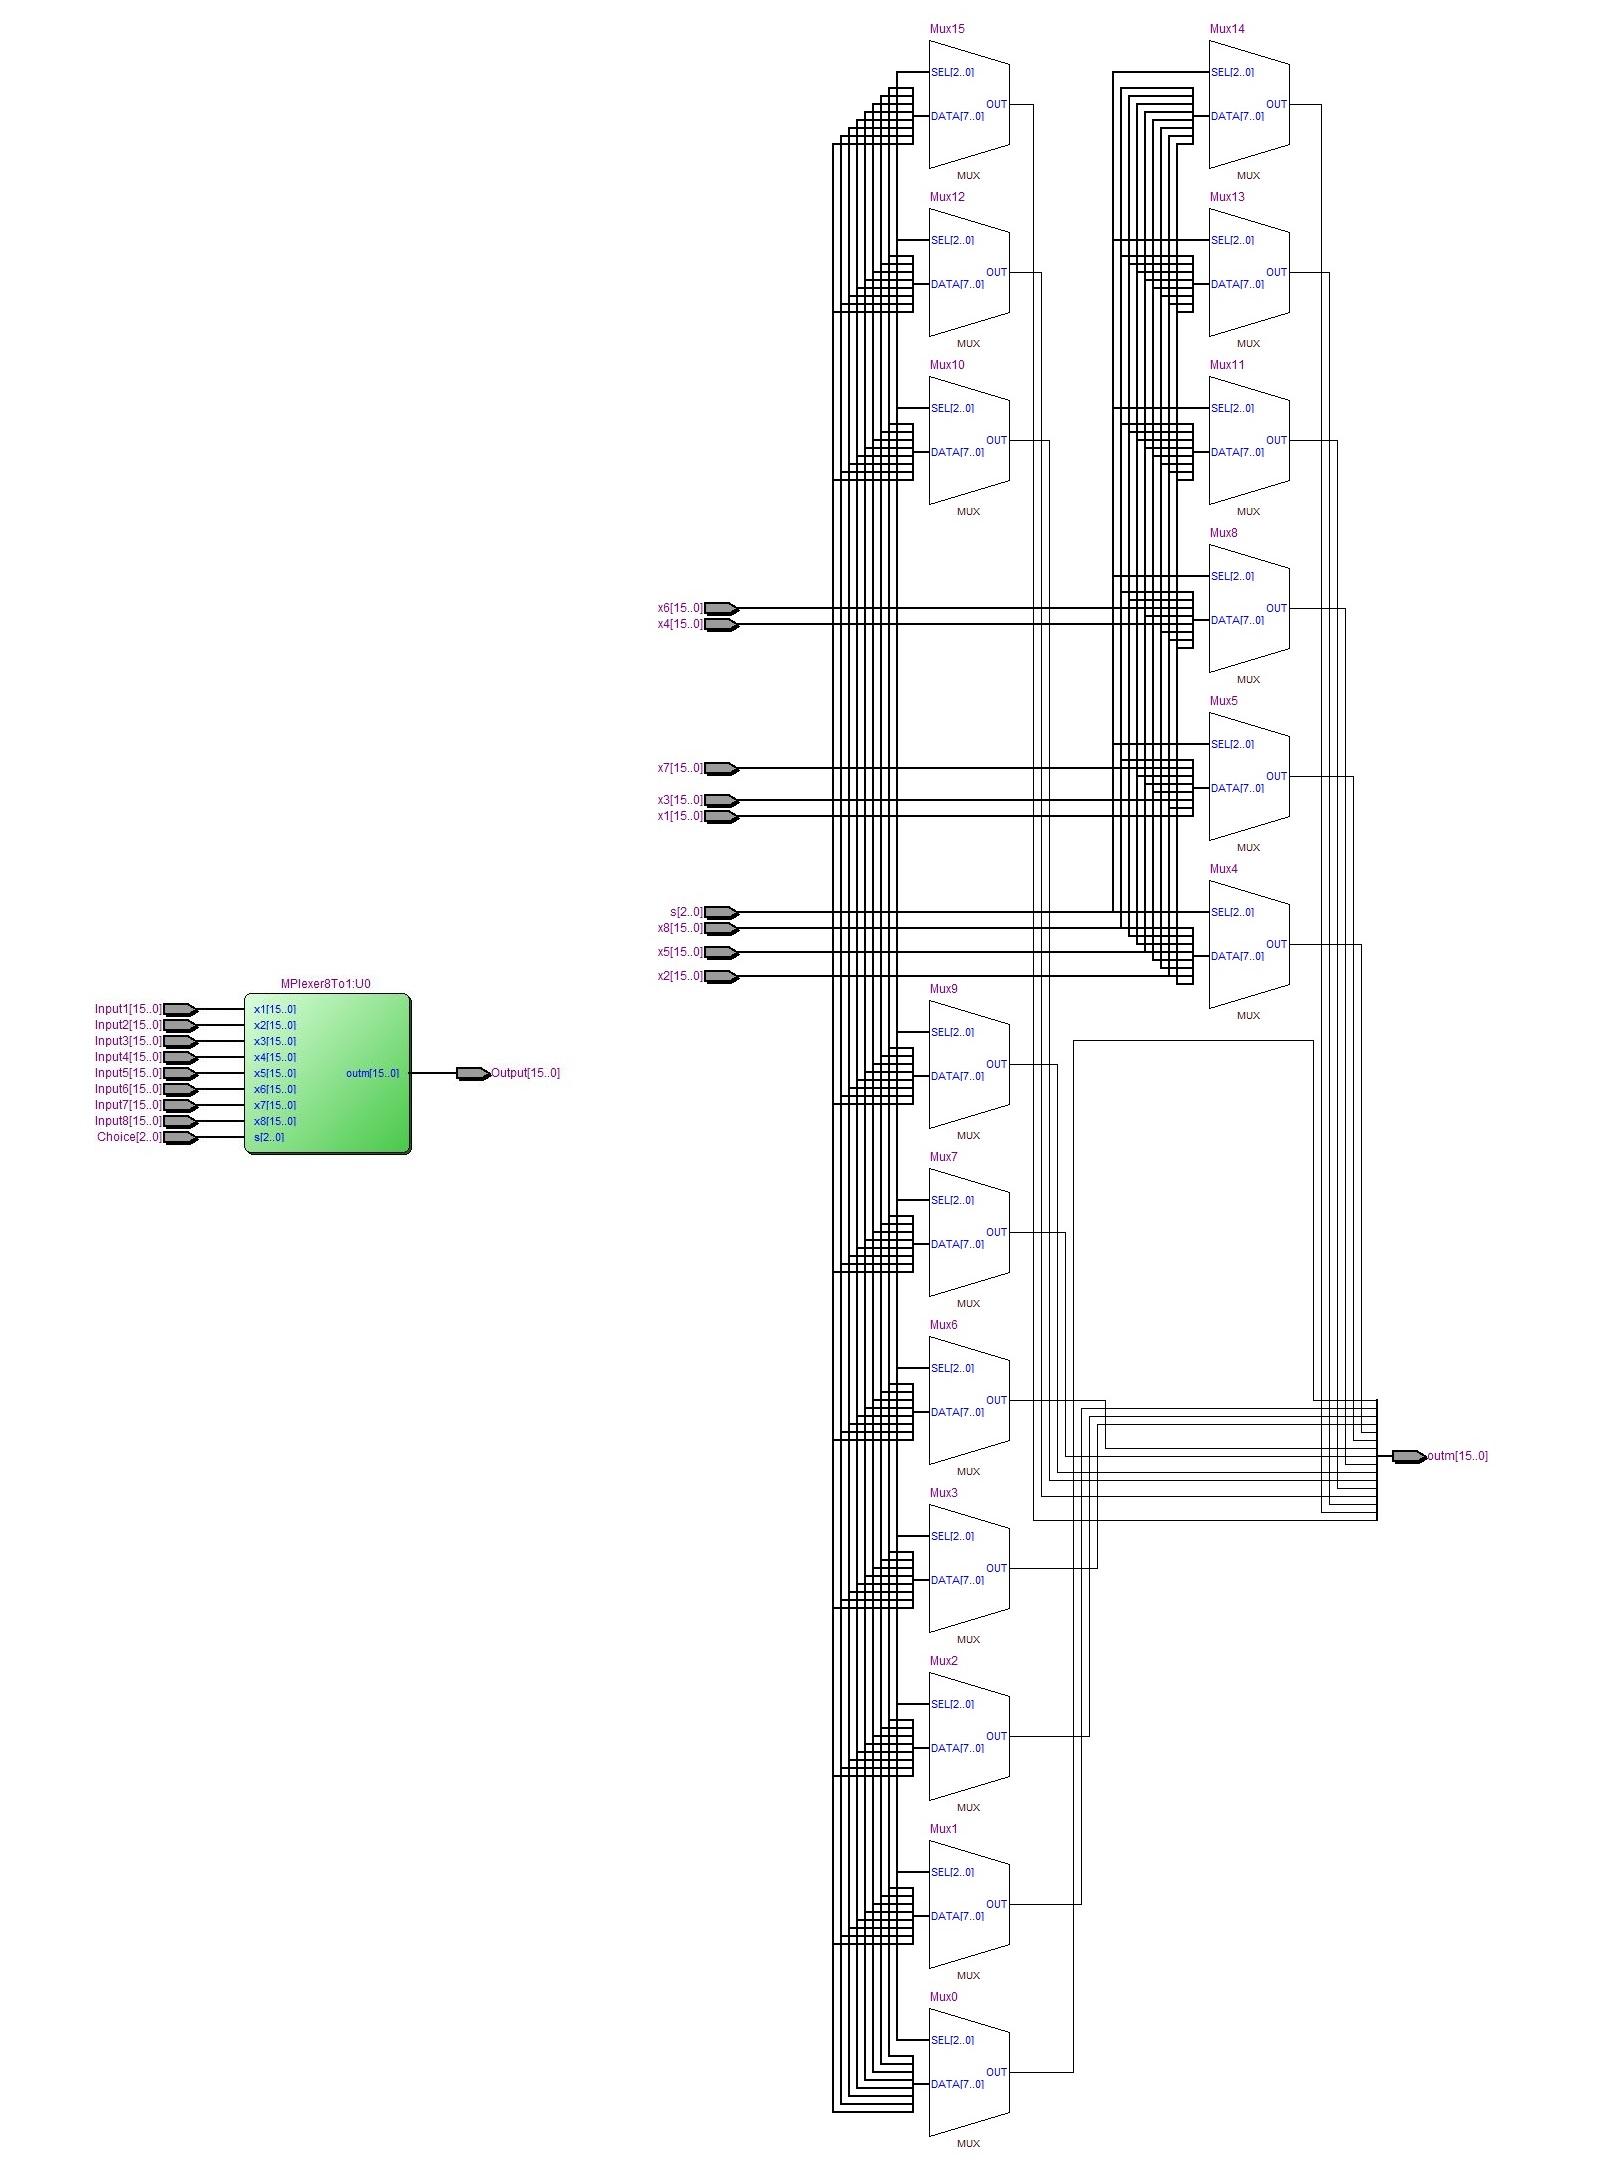 MPlexer8To1:U0
Input1[15..0] x1[15..0]
Input2[15..0] x2[15..0]
Input3[15..0] x3[15..0]
Input4[15..0] x4[15..0]
Input5[15..0] x5[15..0] outm[15..0] Output[15..0]
Input6[15..0] x6[15..0]
Input7[15..0] x7[15..0]
Input8[15..0] x8[15..0]
Choice[2..0] s[2..0]
x6[15..0]
x4[15..0]
x7[15..0]
x3[15..0]
x1[15..0]
s[2..0]
x8[15..0]
x5[15..0]
x2[15..0]
Mux15
SEL[2..0]
OUT
DATA[7..0]
MUX
Mux12
SEL[2..0]
OUT
DATA[7..0]
MUX
Mux10
SEL[2..0]
OUT
DATA[7..0]
MUX
Mux9
SEL[2..0]
OUT
DATA[7..0]
MUX
Mux7
SEL[2..0]
OUT
DATA[7..0]
MUX
Mux6
SEL[2..0]
OUT
DATA[7..0]
MUX
Mux3
SEL[2..0]
OUT
DATA[7..0]
MUX
Mux2
SEL[2..0]
OUT
DATA[7..0]
MUX
Mux1
SEL[2..0]
OUT
DATA[7..0]
MUX
Mux0
SEL[2..0]
OUT
DATA[7..0]
MUX
Mux14
SEL[2..0]
OUT
DATA[7..0]
MUX
Mux13
SEL[2..0]
OUT
DATA[7..0]
MUX
Mux11
SEL[2..0]
OUT
DATA[7..0]
MUX
Mux8
SEL[2..0]
OUT
DATA[7..0]
MUX
Mux5
SEL[2..0]
OUT
DATA[7..0]
MUX
Mux4
SEL[2..0]
OUT
DATA[7..0]
MUX
outm[15..0]